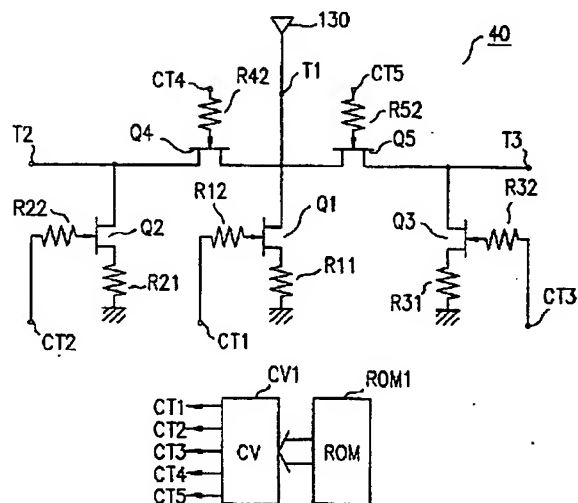 130
40
CT4
R42
T1
CT5
R52
T2
Q4
Q5
T3
R22
Q2
R12
Q1
R32
Q3
R21
R11
R31
CT2
CT1
CT3
CV1
ROM1
CT1
CT2
CT3
CT4
CT5
CV
ROM